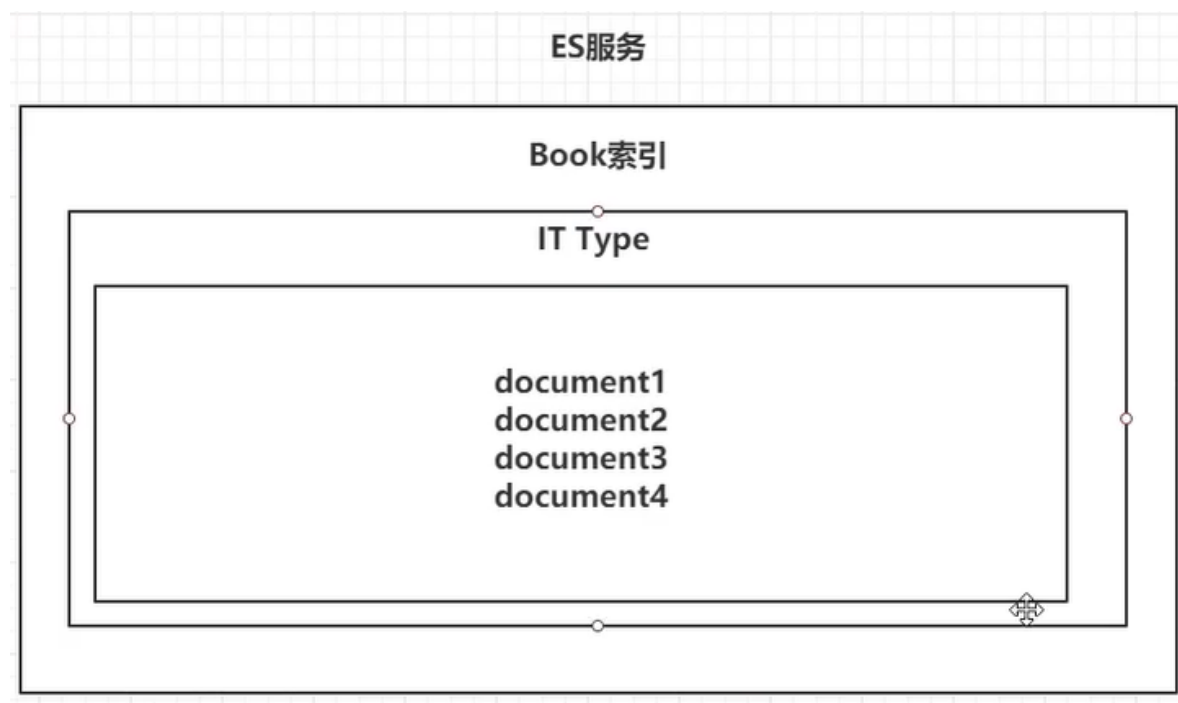 ES服务
Book索引
IT Type
document1
document2
document3
document4